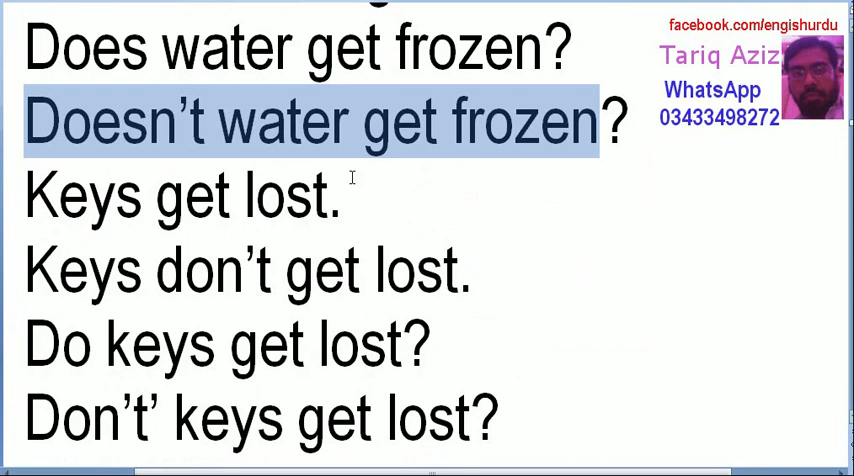 facebook.com/engishurdu
Does water get frozen?
Tariq Aziz
WhatsApp
03433498272
Doesn't water get frozen?
Keys get lost.
Keys don't get lost.
Do keys get lost?
Don't' keys get lost?